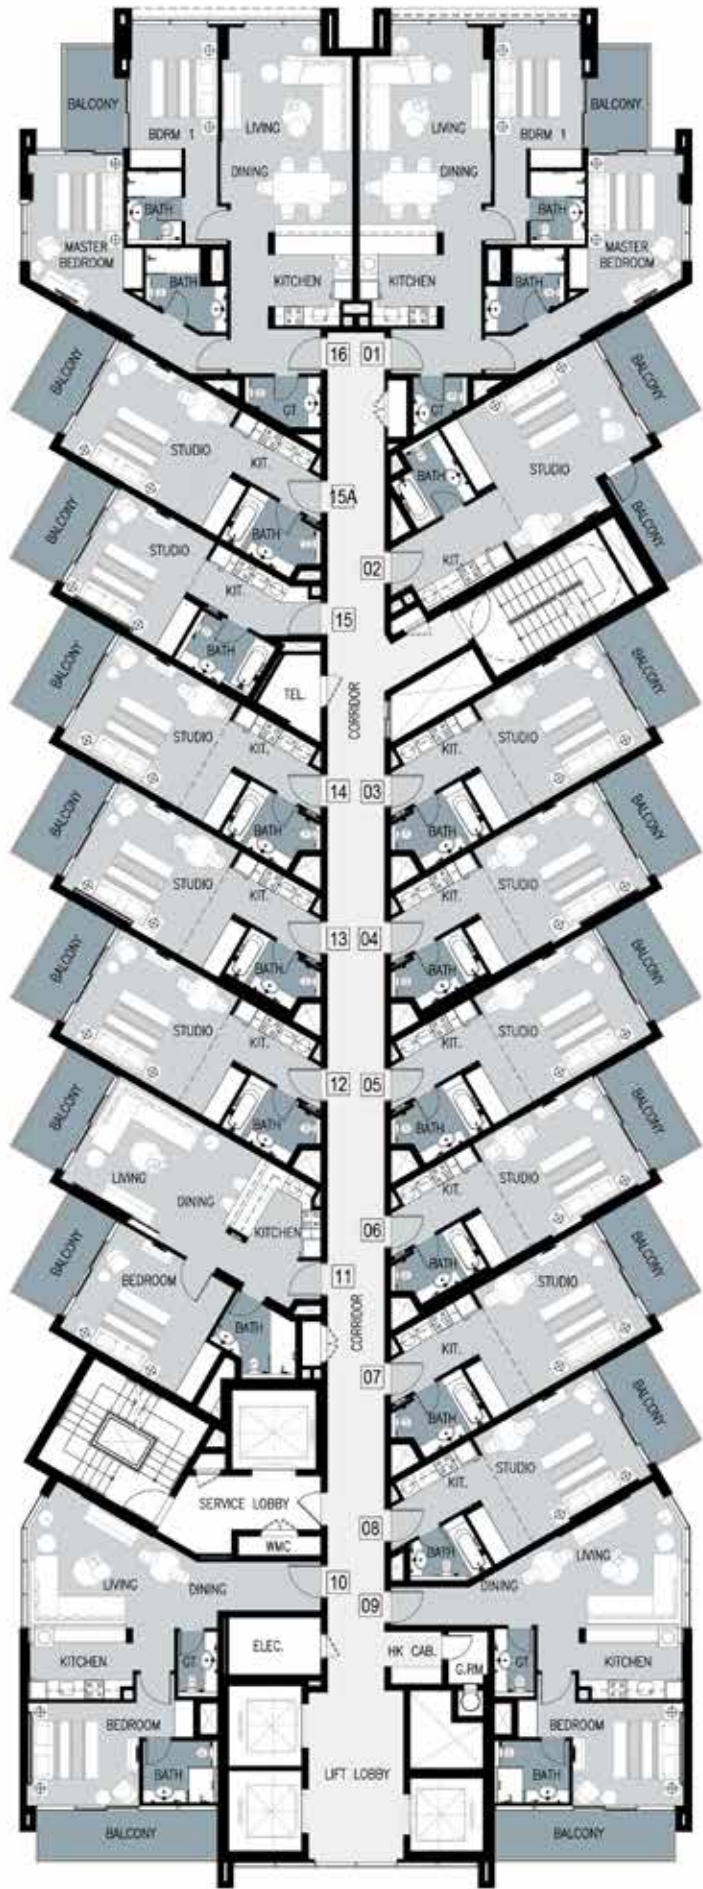 BALCONY
BDRM 1
LIVING
LIVING
BDRM 1
BALCONY
DINING
DINING
BATH
BATH
MASTER
BEDROOM
MASTER
BEDROOM
BATH
KITCHEN
KITCHEN
BATH
16
01
BALCONY
BALCONY
GT.
GT.
STUDIO
KIT.
BATH
STUDIO
15A
BALCONY
BALCONY
BATH
STUDIO
02
KIT.
KIT.
15
BATH
BALCONY
TEL.
CORRIDOR
BALCONY
STUDIO
KIT.
KIT.
STUDIO
14
03
BALCONY
BATH
BATH
BALCONY
STUDIO
KIT.
KIT.
STUDIO
13
04
BALCONY
BATH
BATH
BALCONY
STUDIO
KIT.
KIT.
STUDIO
12
05
BALCONY
BATH
BATH
BALCONY
LIVING
DINING
KIT.
STUDIO
KITCHEN
06
BALCONY
BATH
BALCONY
BEDROOM
11
STUDIO
CORRIDOR
BATH
KIT.
07
BALCONY
BATH
KIT.
STUDIO
SERVICE LOBBY
08
WMC
BATH
LIVING
DINING
10
09
DINING
LIVING
ELEC.
HK CAB.
G.RM
KITCHEN
GT.
GT.
KITCHEN
BEDROOM
BEDROOM
BATH
LIFT LOBBY
BATH
BALCONY
BALCONY